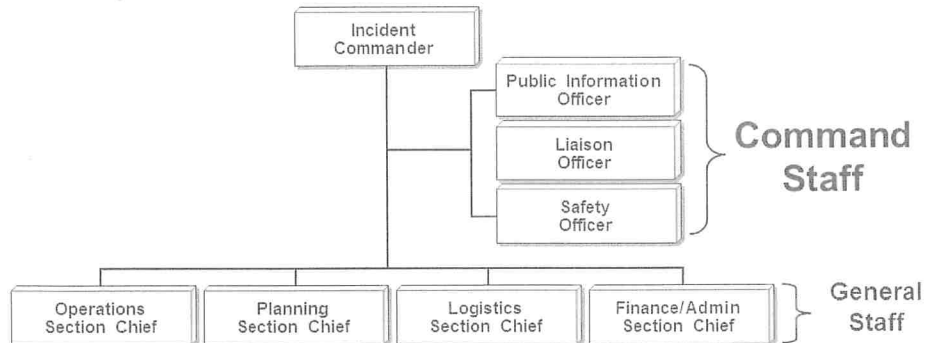 Incident
Commander
Public Information
Officer
Liaison
Officer
Safety
Officer
Command
Staff
Operations
Section Chief
Planning
Section Chief
Logistics
Section Chief
Finance/Admin
Section Chief
General
Staff